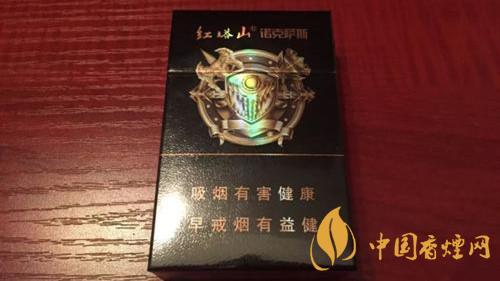 红塔山® 诺克萨斯
吸烟有害健康
早戒烟有益健
中国香烟网